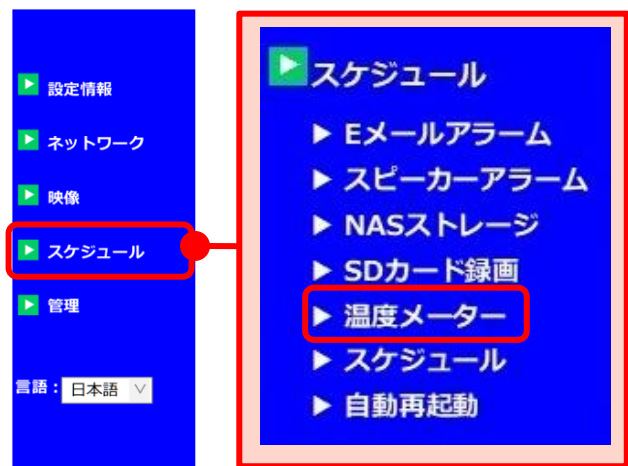 設定情報
ネットワーク
映像
スケジュール
管理
言語：日本語
スケジュール
Eメールアラーム
スピーカーアラーム
NASストレージ
SDカード録画
温度メーター
スケジュール
自動再起動